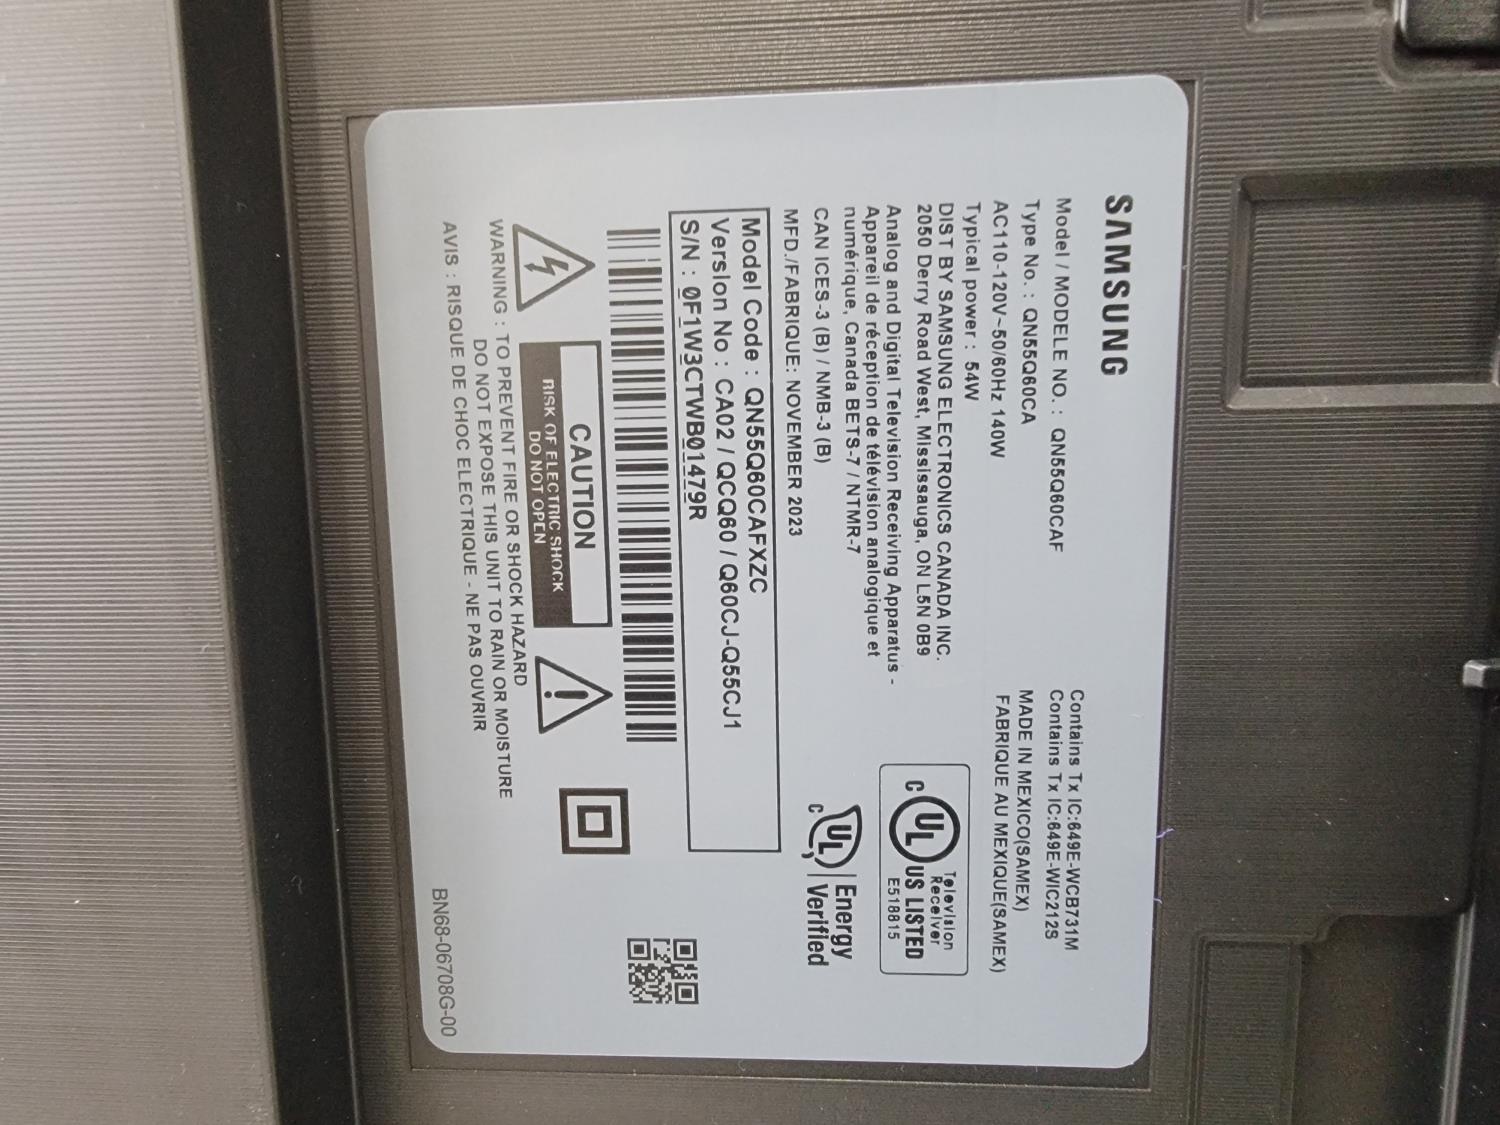 SAMSUNG
Model / MODELE NO. : QN55Q60CAF
Type No. : QN55Q60CA
AC110-120V~50/60Hz 140W
Typical power : 54W
DIST BY SAMSUNG ELECTRONICS CANADA INC.
2050 Derry Road West, Mississauga, ON L5N 0B9
Analog and Digital Television Receiving Apparatus -
Appareil de réception de télévision analogique et
numérique, Canada BETS-7 / NTMR-7
CAN ICES-3 (B) / NMB-3 (B)
MFD./FABRIQUE: NOVEMBER 2023
Contains Tx IC:649E-WCB731M
Contains Tx IC:649E-WIC212S
MADE IN MEXICO(SAMEX)
FABRIQUE AU MEXIQUE(SAMEX)
C UL US LISTED
Television
Receiver
E518815
C UL Energy
Verified
Model Code : QN55Q60CAFXZC
Version No : CA02 / QCQ60 / Q60CJ-Q55CJ1
S/N : 0F1W3CTWB01479R
CAUTION
RISK OF ELECTRIC SHOCK
DO NOT OPEN
WARNING : TO PREVENT FIRE OR SHOCK HAZARD
DO NOT EXPOSE THIS UNIT TO RAIN OR MOISTURE
AVIS : RISQUE DE CHOC ELECTRIQUE - NE PAS OUVRIR
BN68-06708G-00